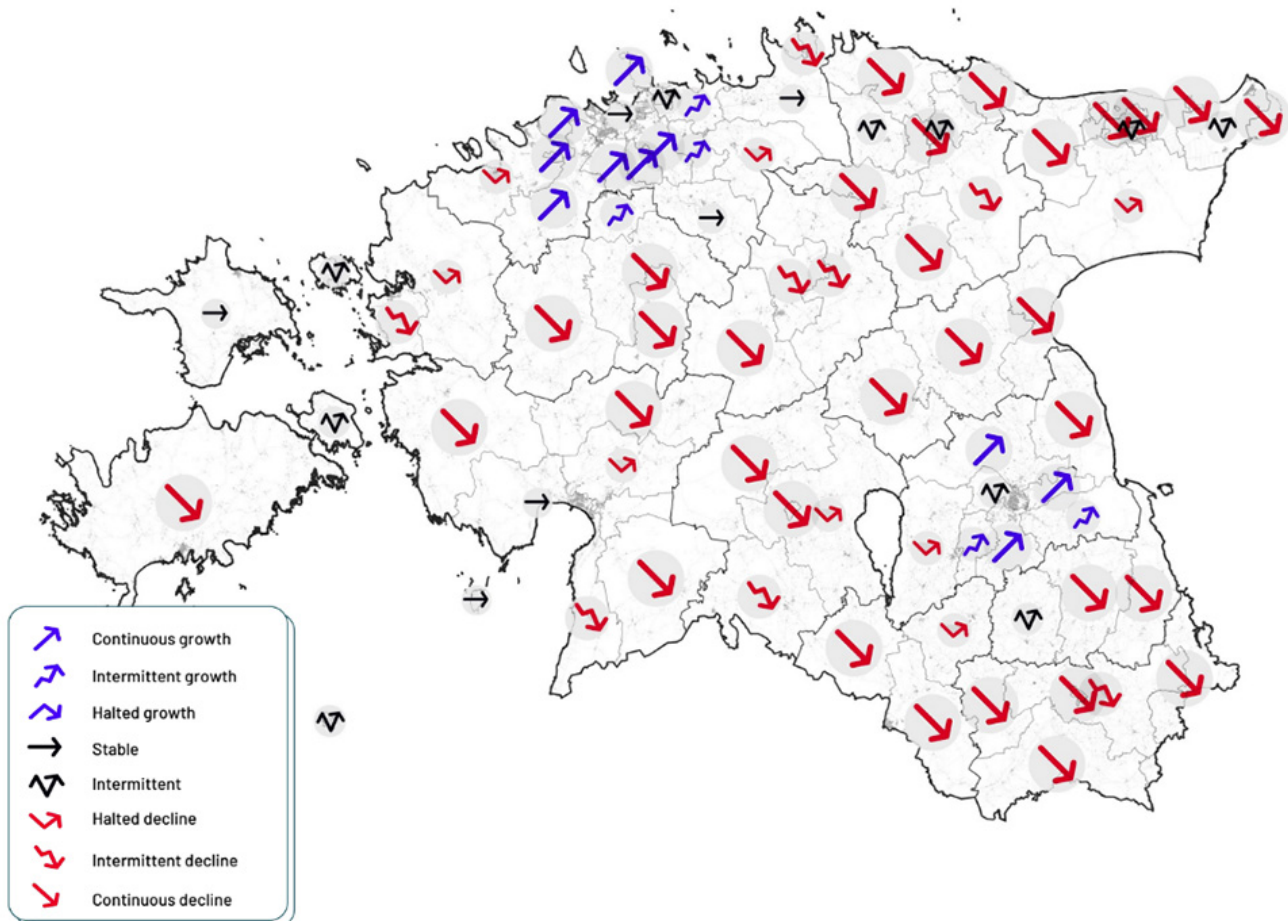 Continuous growth
Intermittent growth
Halted growth
Stable
Intermittent
Halted decline
Intermittent decline
Continuous decline